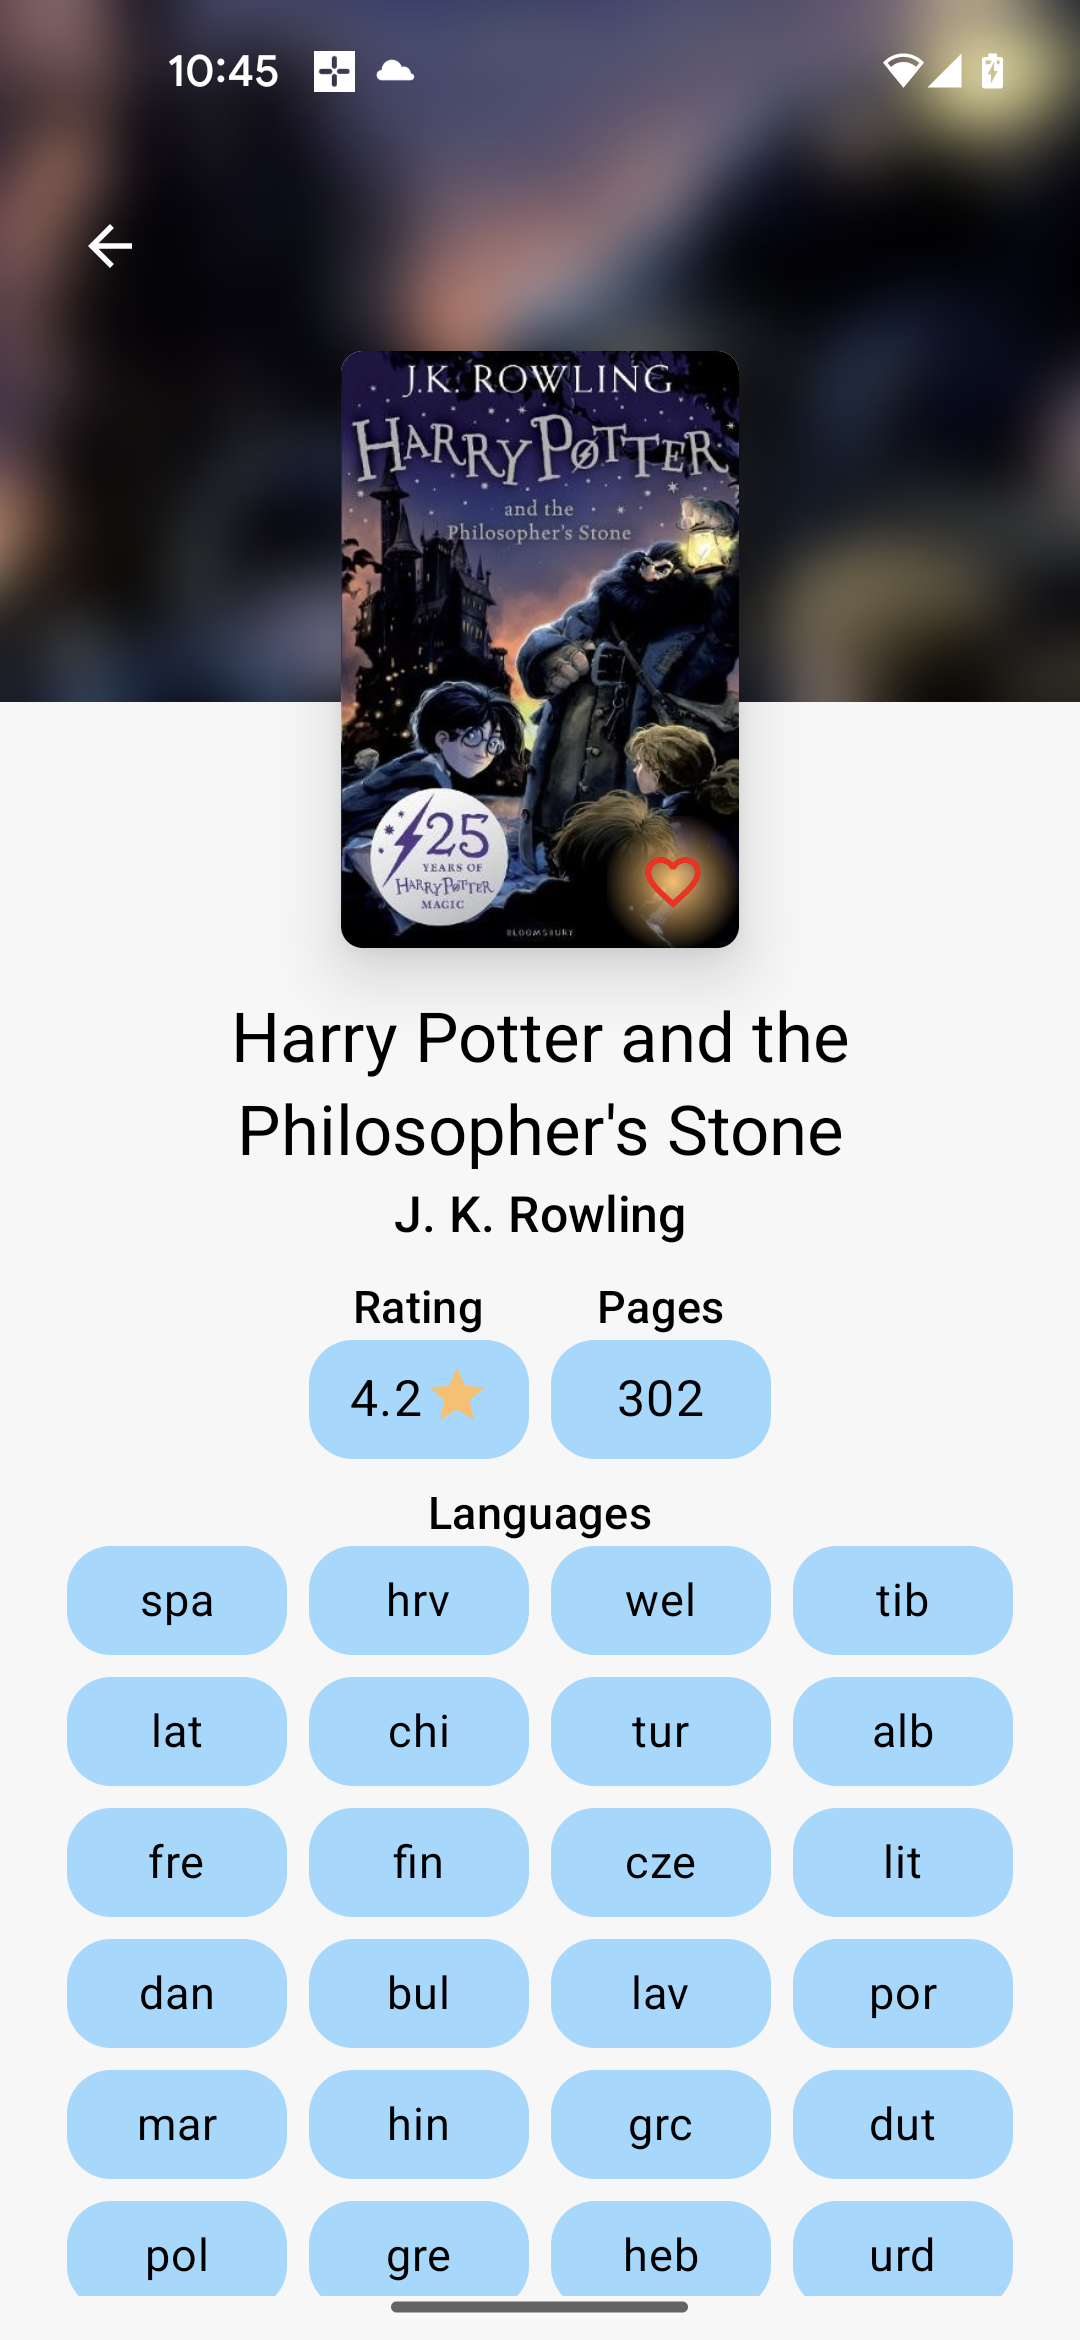 10:45
J.K. ROWLING
HARRY POTTER
and the
Philosopher's Stone
25
YEARS OF
HARRY POTTER
MAGIC
BLOOMSBURY
Harry Potter and the
Philosopher's Stone
J. K. Rowling
Rating Pages
4.2 302
Languages
spa hrv wel tib
lat chi tur alb
fre fin cze lit
dan bul lav por
mar hin grc dut
pol gre heb urd